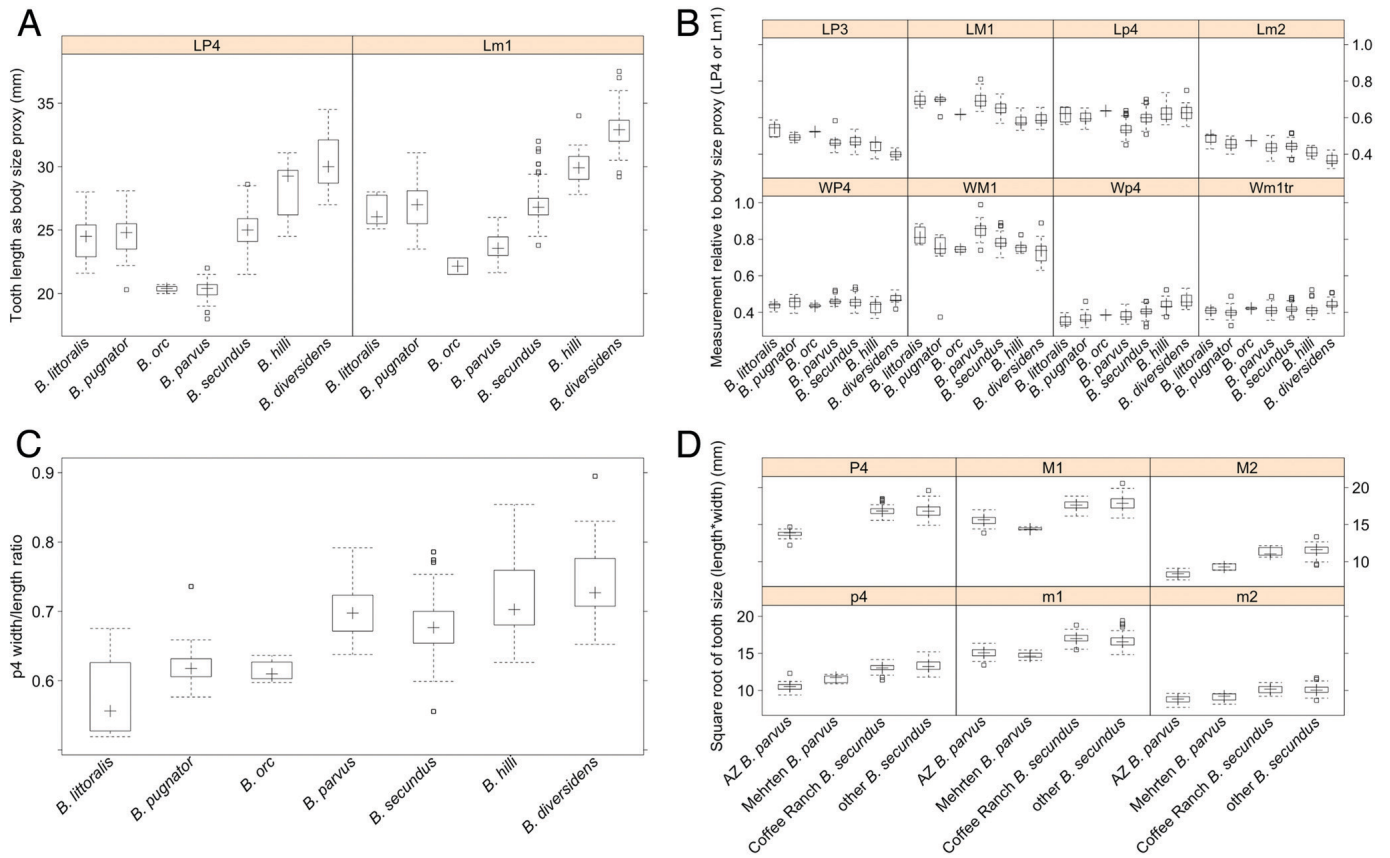 A
LP4
Lm1
Tooth length as body size proxy (mm)
35
30
25
20
B. littoralis
B. pugnator
B. orc
B. parvus
B. secundus
B. hilli
B. diversidens
B. littoralis
B. pugnator
B. orc
B. parvus
B. secundus
B. hilli
B. diversidens
B
LP3
LM1
Lp4
Lm2
Measurement relative to body size proxy (LP4 or Lm1)
1.0
0.8
0.6
0.4
WP4
WM1
Wp4
Wm1tr
1.0
0.8
0.6
0.4
B. littoralis
B. pugnator
B. orc
B. parvus
B. secundus
B. hilli
B. diversidens
B. littoralis
B. pugnator
B. orc
B. parvus
B. secundus
B. hilli
B. diversidens
B. littoralis
B. pugnator
B. orc
B. parvus
B. secundus
B. hilli
B. diversidens
B. littoralis
B. pugnator
B. orc
B. parvus
B. secundus
B. hilli
B. diversidens
C
p4 width/length ratio
0.9
0.8
0.7
0.6
B. littoralis
B. pugnator
B. orc
B. parvus
B. secundus
B. hilli
B. diversidens
D
P4
M1
M2
Square root of tooth size (length*width) (mm)
20
15
10
p4
m1
m2
20
15
10
AZ B. parvus
Mehrten B. parvus
Coffee Ranch B. secundus
other B. secundus
AZ B. parvus
Mehrten B. parvus
Coffee Ranch B. secundus
other B. secundus
AZ B. parvus
Mehrten B. parvus
Coffee Ranch B. secundus
other B. secundus